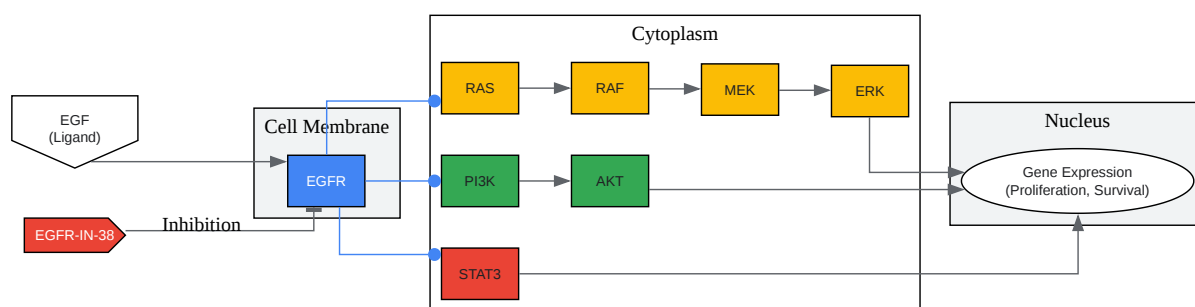 Cytoplasm
RAS
RAF
MEK
ERK
EGF
(Ligand)
Cell Membrane
Nucleus
EGFR
PI3K
AKT
Gene Expression
(Proliferation, Survival)
EGFR-IN-38
Inhibition
STAT3